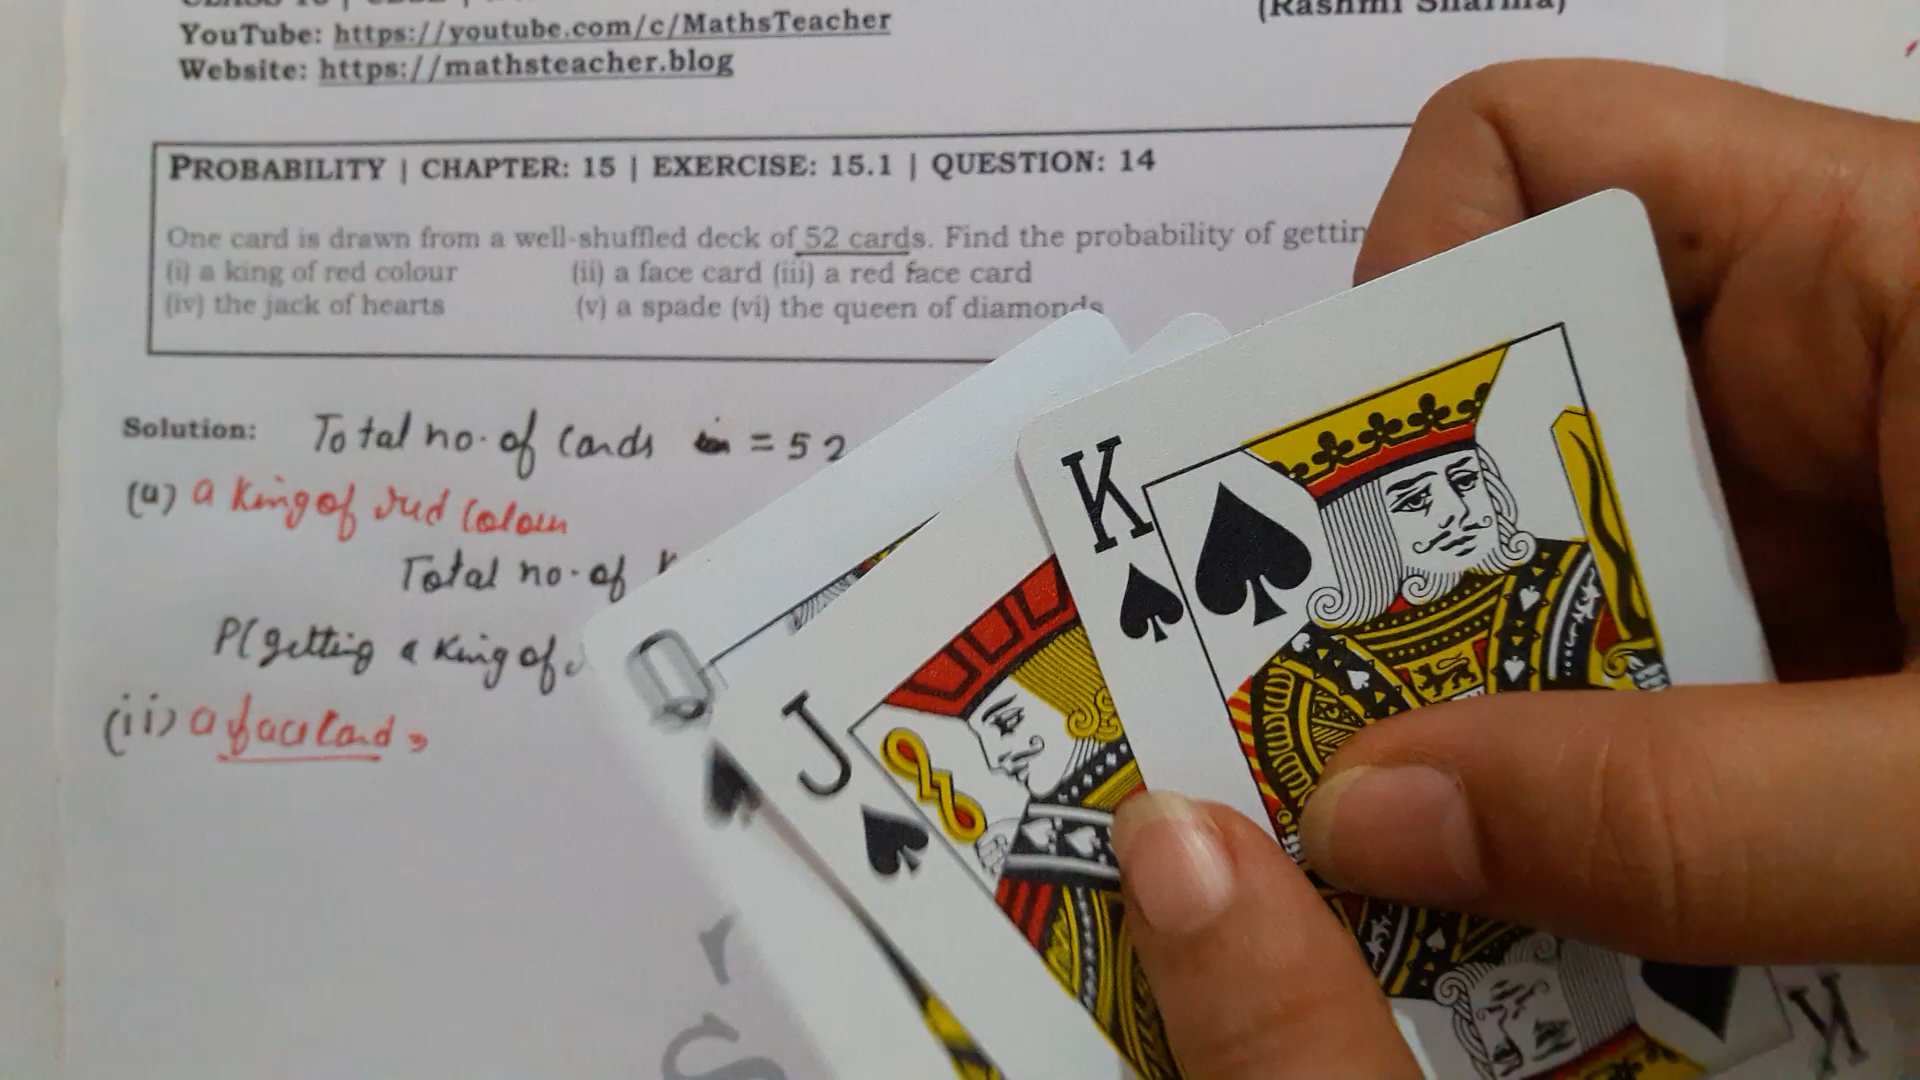 YouTube: https://youtube.com/c/MathsTeacher
Website: https://mathsteacher.blog
(Rashmi Sharma)
PROBABILITY | CHAPTER: 15 | EXERCISE: 15.1 | QUESTION: 14
One card is drawn from a well-shuffled deck of 52 cards. Find the probability of gettin
(i) a king of red colour (ii) a face card (iii) a red face card
(iv) the jack of hearts (v) a spade (vi) the queen of diamonds
Solution: Total no. of Cards = 52
(a) a King of red Colour
Total no. of
P(getting a King of
(ii) a face Card
Q
J
K
K